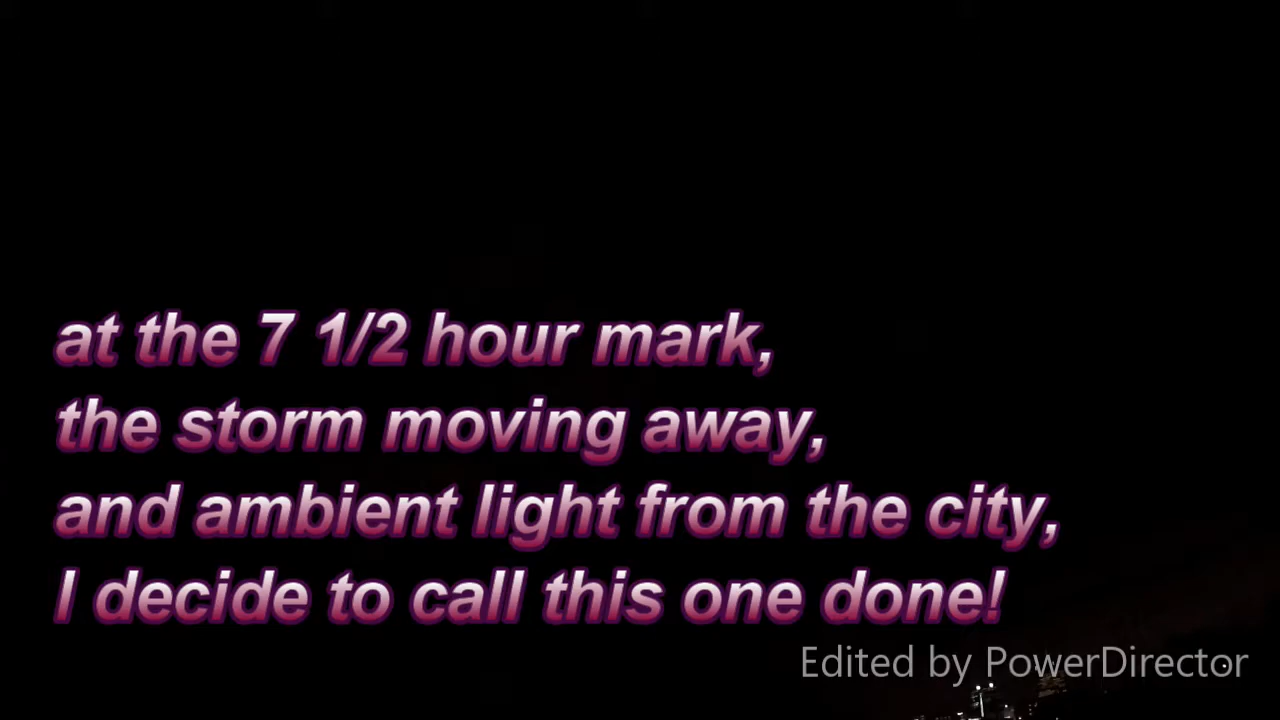 at the 7 1/2 hour mark,
the storm moving away,
and ambient light from the city,
I decide to call this one done!
Edited by PowerDirector